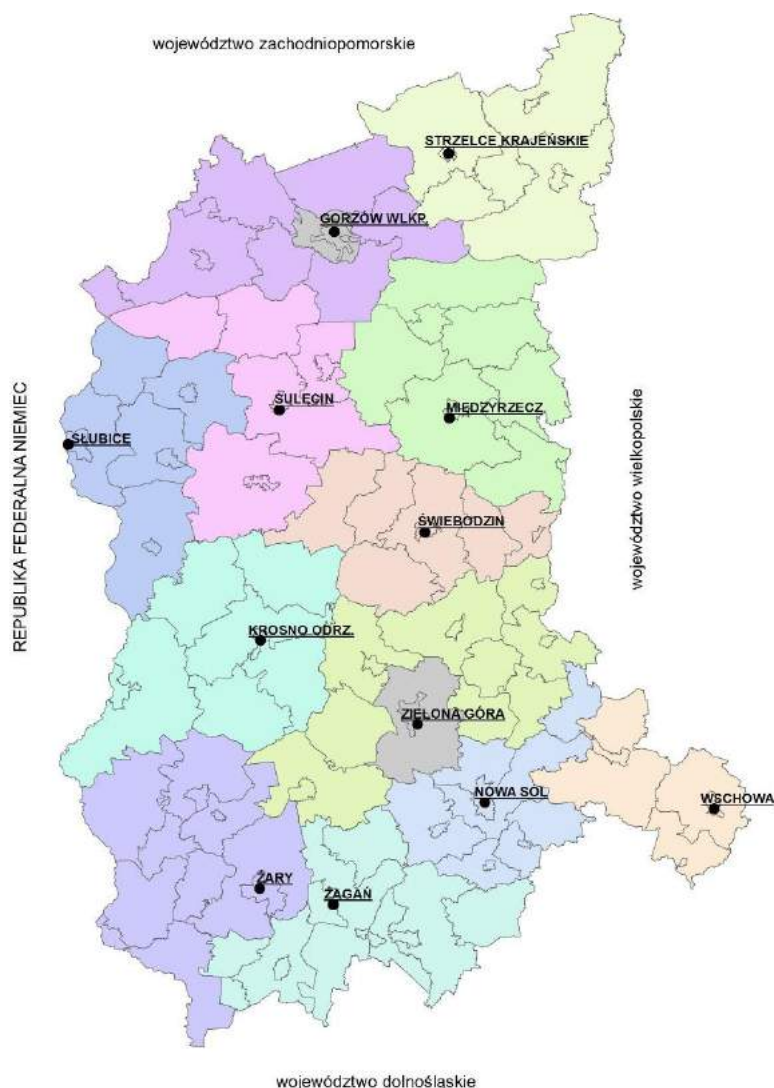 województwo zachodniopomorskie
STRZELCE KRAJEŃSKIE
GORZÓW WLKP.
REPUBLIKA FEDERALNA NIEMIEC
SŁUBICE
SULĘCIN
MIĘDZYRZECZ
województwo wielkopolskie
ŚWIEBODZIN
KROSNO ODRZ.
ZIELONA GÓRA
NOWA SÓL
WSCHOWA
ŻARY
ŻAGAŃ
województwo dolnośląskie